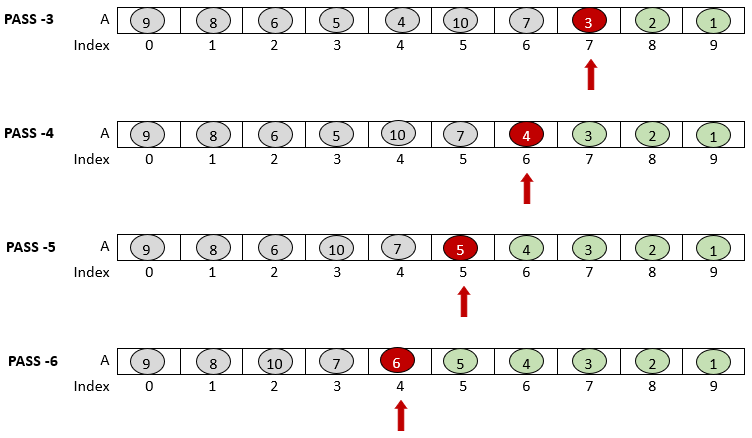 PASS -3 A 9 8 6 5 4 10 7 3 2 1
Index 0 1 2 3 4 5 6 7 8 9
PASS -4 A 9 8 6 5 10 7 4 3 2 1
Index 0 1 2 3 4 5 6 7 8 9
PASS -5 A 9 8 6 10 7 5 4 3 2 1
Index 0 1 2 3 4 5 6 7 8 9
PASS -6 A 9 8 10 7 6 5 4 3 2 1
Index 0 1 2 3 4 5 6 7 8 9